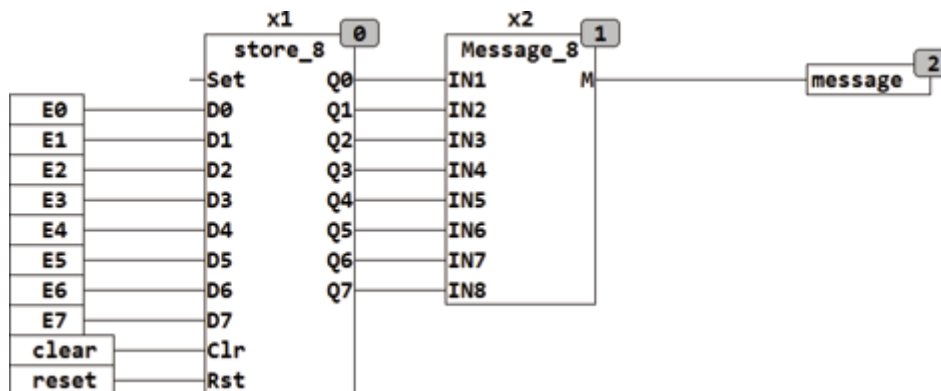 x1 x2
0 1
store_8 Message_8 2
Set Q0 IN1 M message
E0 D0 Q1 IN2
E1 D1 Q2 IN3
E2 D2 Q3 IN4
E3 D3 Q4 IN5
E4 D4 Q5 IN6
E5 D5 Q6 IN7
E6 D6 Q7 IN8
E7 D7
clear Clr
reset Rst